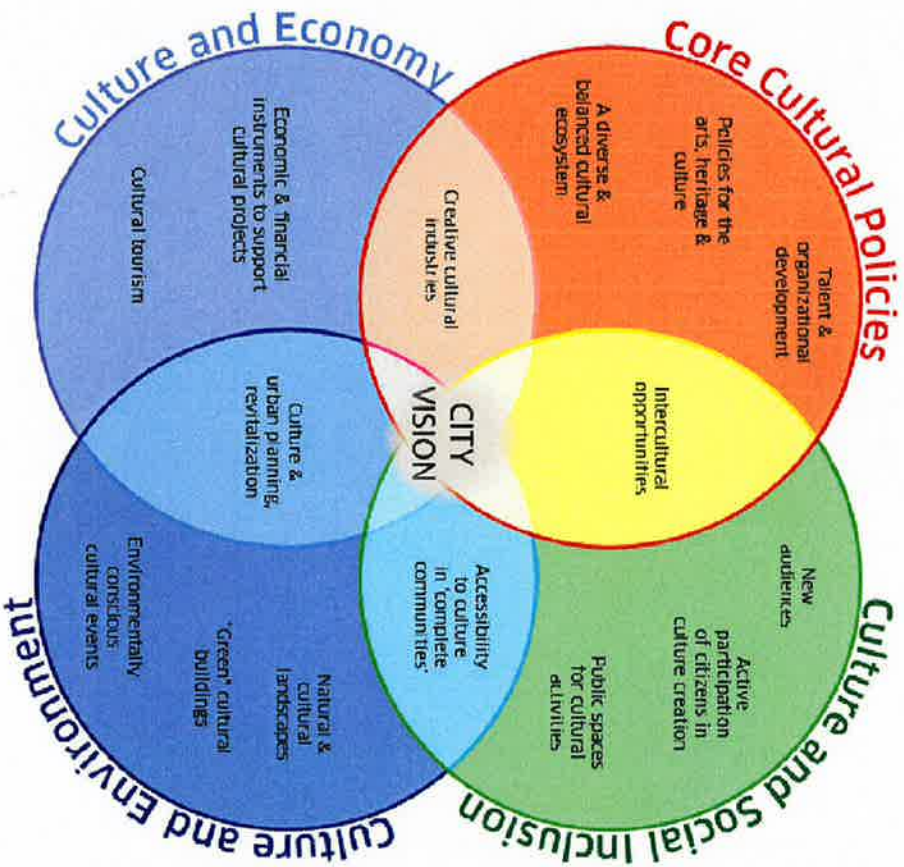 Core Cultural Policies
Talent &
organizational
development
Policies for the
arts, heritage &
culture
A diverse &
balanced cultural
ecosystem
Culture and Social Inclusion
New
audiences
Active
participation
of citizens in
culture creation
Public spaces
for cultural
activities
Intercultural
opportunities
Creative cultural
industries
CITY
VISION
Accessibility
to culture
in 'complete
communities'
Culture and Economy
Economic & financial
instruments to support
cultural projects
Cultural tourism
Culture &
urban planning,
revitalization
Culture and Environment
Natural &
cultural
landscapes
"Green" cultural
buildings
Environmentally
conscious
cultural events